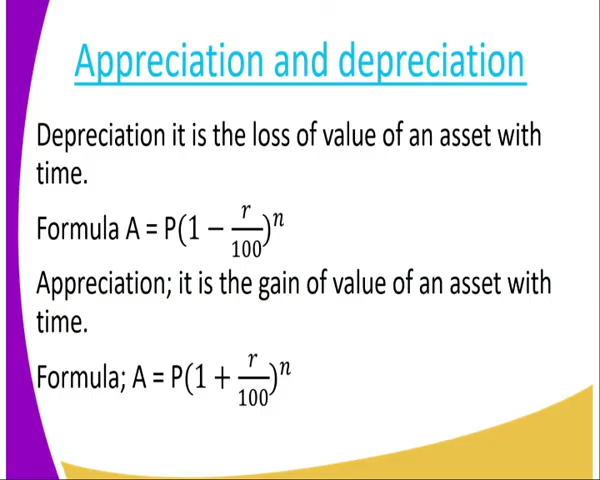 Appreciation and depreciation
Depreciation it is the loss of value of an asset with
time.
Formula A = P(1 − r/100)^n
Appreciation; it is the gain of value of an asset with
time.
Formula; A = P(1 + r/100)^n